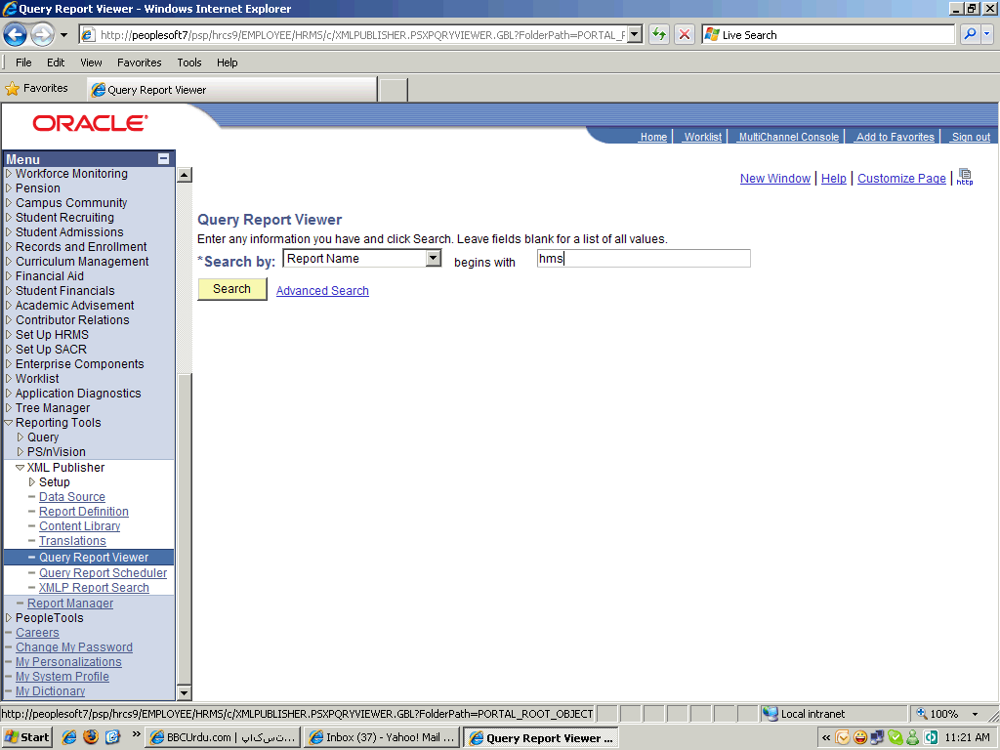 Query Report Viewer - Windows Internet Explorer
http://peoplesoft7/psp/hrcs9/EMPLOYEE/HRMS/c/XMLPUBLISHER.PSXPQRYVIEWER.GBL?FolderPath=PORTAL_F
Live Search
File Edit View Favorites Tools Help
Favorites
Query Report Viewer
ORACLE
Home Worklist MultiChannel Console Add to Favorites Sign out
Menu
Workforce Monitoring
Pension
Campus Community
Student Recruiting
Student Admissions
Records and Enrollment
Curriculum Management
Financial Aid
Student Financials
Academic Advisement
Contributor Relations
Set Up HRMS
Set Up SACR
Enterprise Components
Worklist
Application Diagnostics
Tree Manager
Reporting Tools
Query
PS/nVision
XML Publisher
Setup
Data Source
Report Definition
Content Library
Translations
Query Report Viewer
Query Report Scheduler
XMLP Report Search
Report Manager
PeopleTools
Careers
Change My Password
My Personalizations
My System Profile
My Dictionary
New Window | Help | Customize Page | http
Query Report Viewer
Enter any information you have and click Search. Leave fields blank for a list of all values.
*Search by: Report Name begins with hms
Search Advanced Search
http://peoplesoft7/psp/hrcs9/EMPLOYEE/HRMS/c/XMLPUBLISHER.PSXPQRYVIEWER.GBL?FolderPath=PORTAL_ROOT_OBJECT
Local intranet
100%
Start
BBCUrdu.com |
Inbox (37) - Yahoo! Mail ...
Query Report Viewer ...
11:21 AM